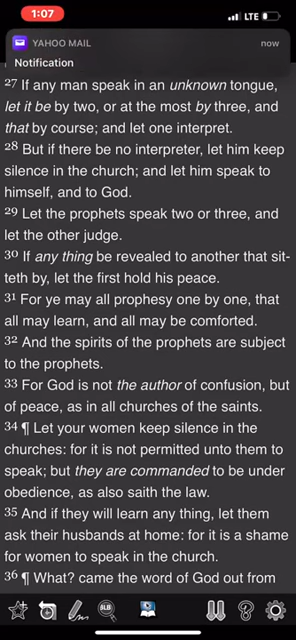 1:07 LTE
YAHOO MAIL now
Notification
27 If any man speak in an unknown tongue,
let it be by two, or at the most by three, and
that by course; and let one interpret.
28 But if there be no interpreter, let him keep
silence in the church; and let him speak to
himself, and to God.
29 Let the prophets speak two or three, and
let the other judge.
30 If any thing be revealed to another that sit-
teth by, let the first hold his peace.
31 For ye may all prophesy one by one, that
all may learn, and all may be comforted.
32 And the spirits of the prophets are subject
to the prophets.
33 For God is not the author of confusion, but
of peace, as in all churches of the saints.
34 ¶ Let your women keep silence in the
churches: for it is not permitted unto them to
speak; but they are commanded to be under
obedience, as also saith the law.
35 And if they will learn any thing, let them
ask their husbands at home: for it is a shame
for women to speak in the church.
36 ¶ What? came the word of God out from
BLB